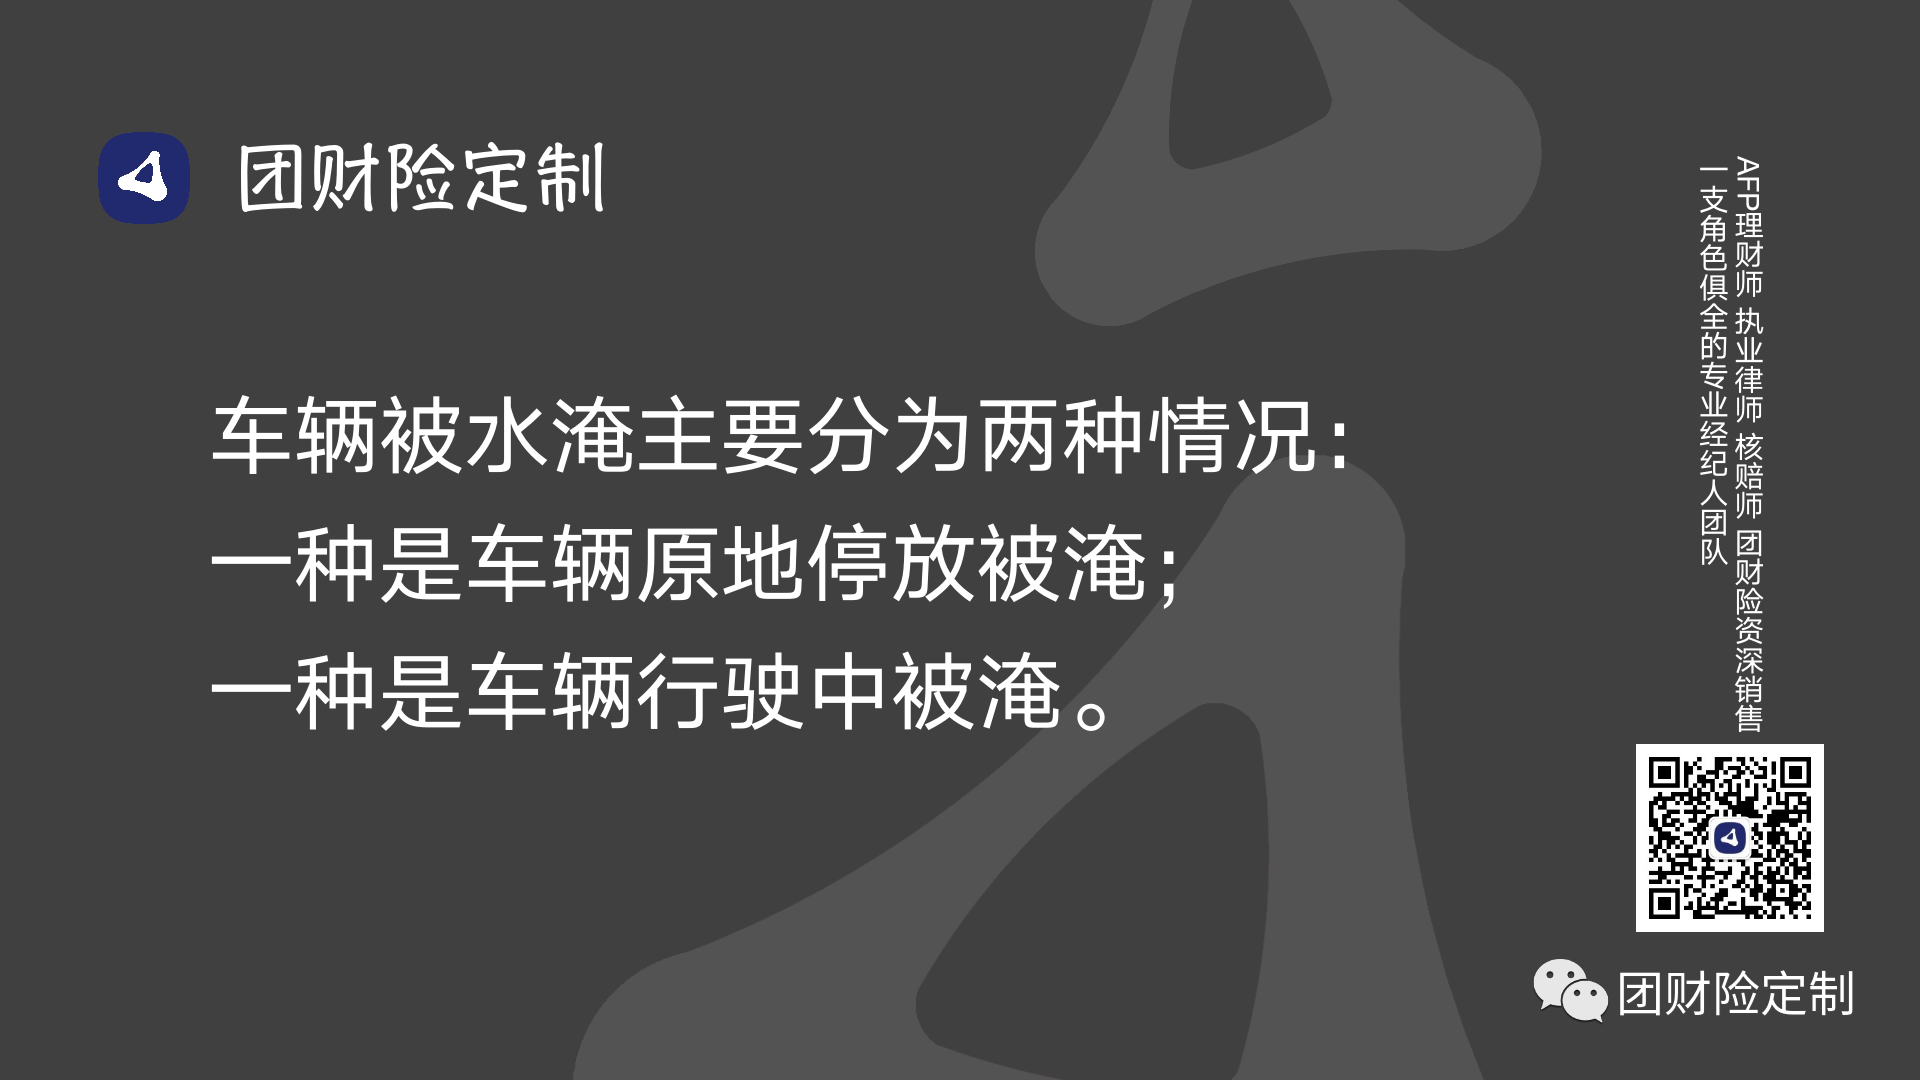 团财险定制
车辆被水淹主要分为两种情况：
一种是车辆原地停放被淹；
一种是车辆行驶中被淹。
AFP理财师 执业律师 核赔师 团财险资深销售
一支角色俱全的专业经纪人团队
团财险定制